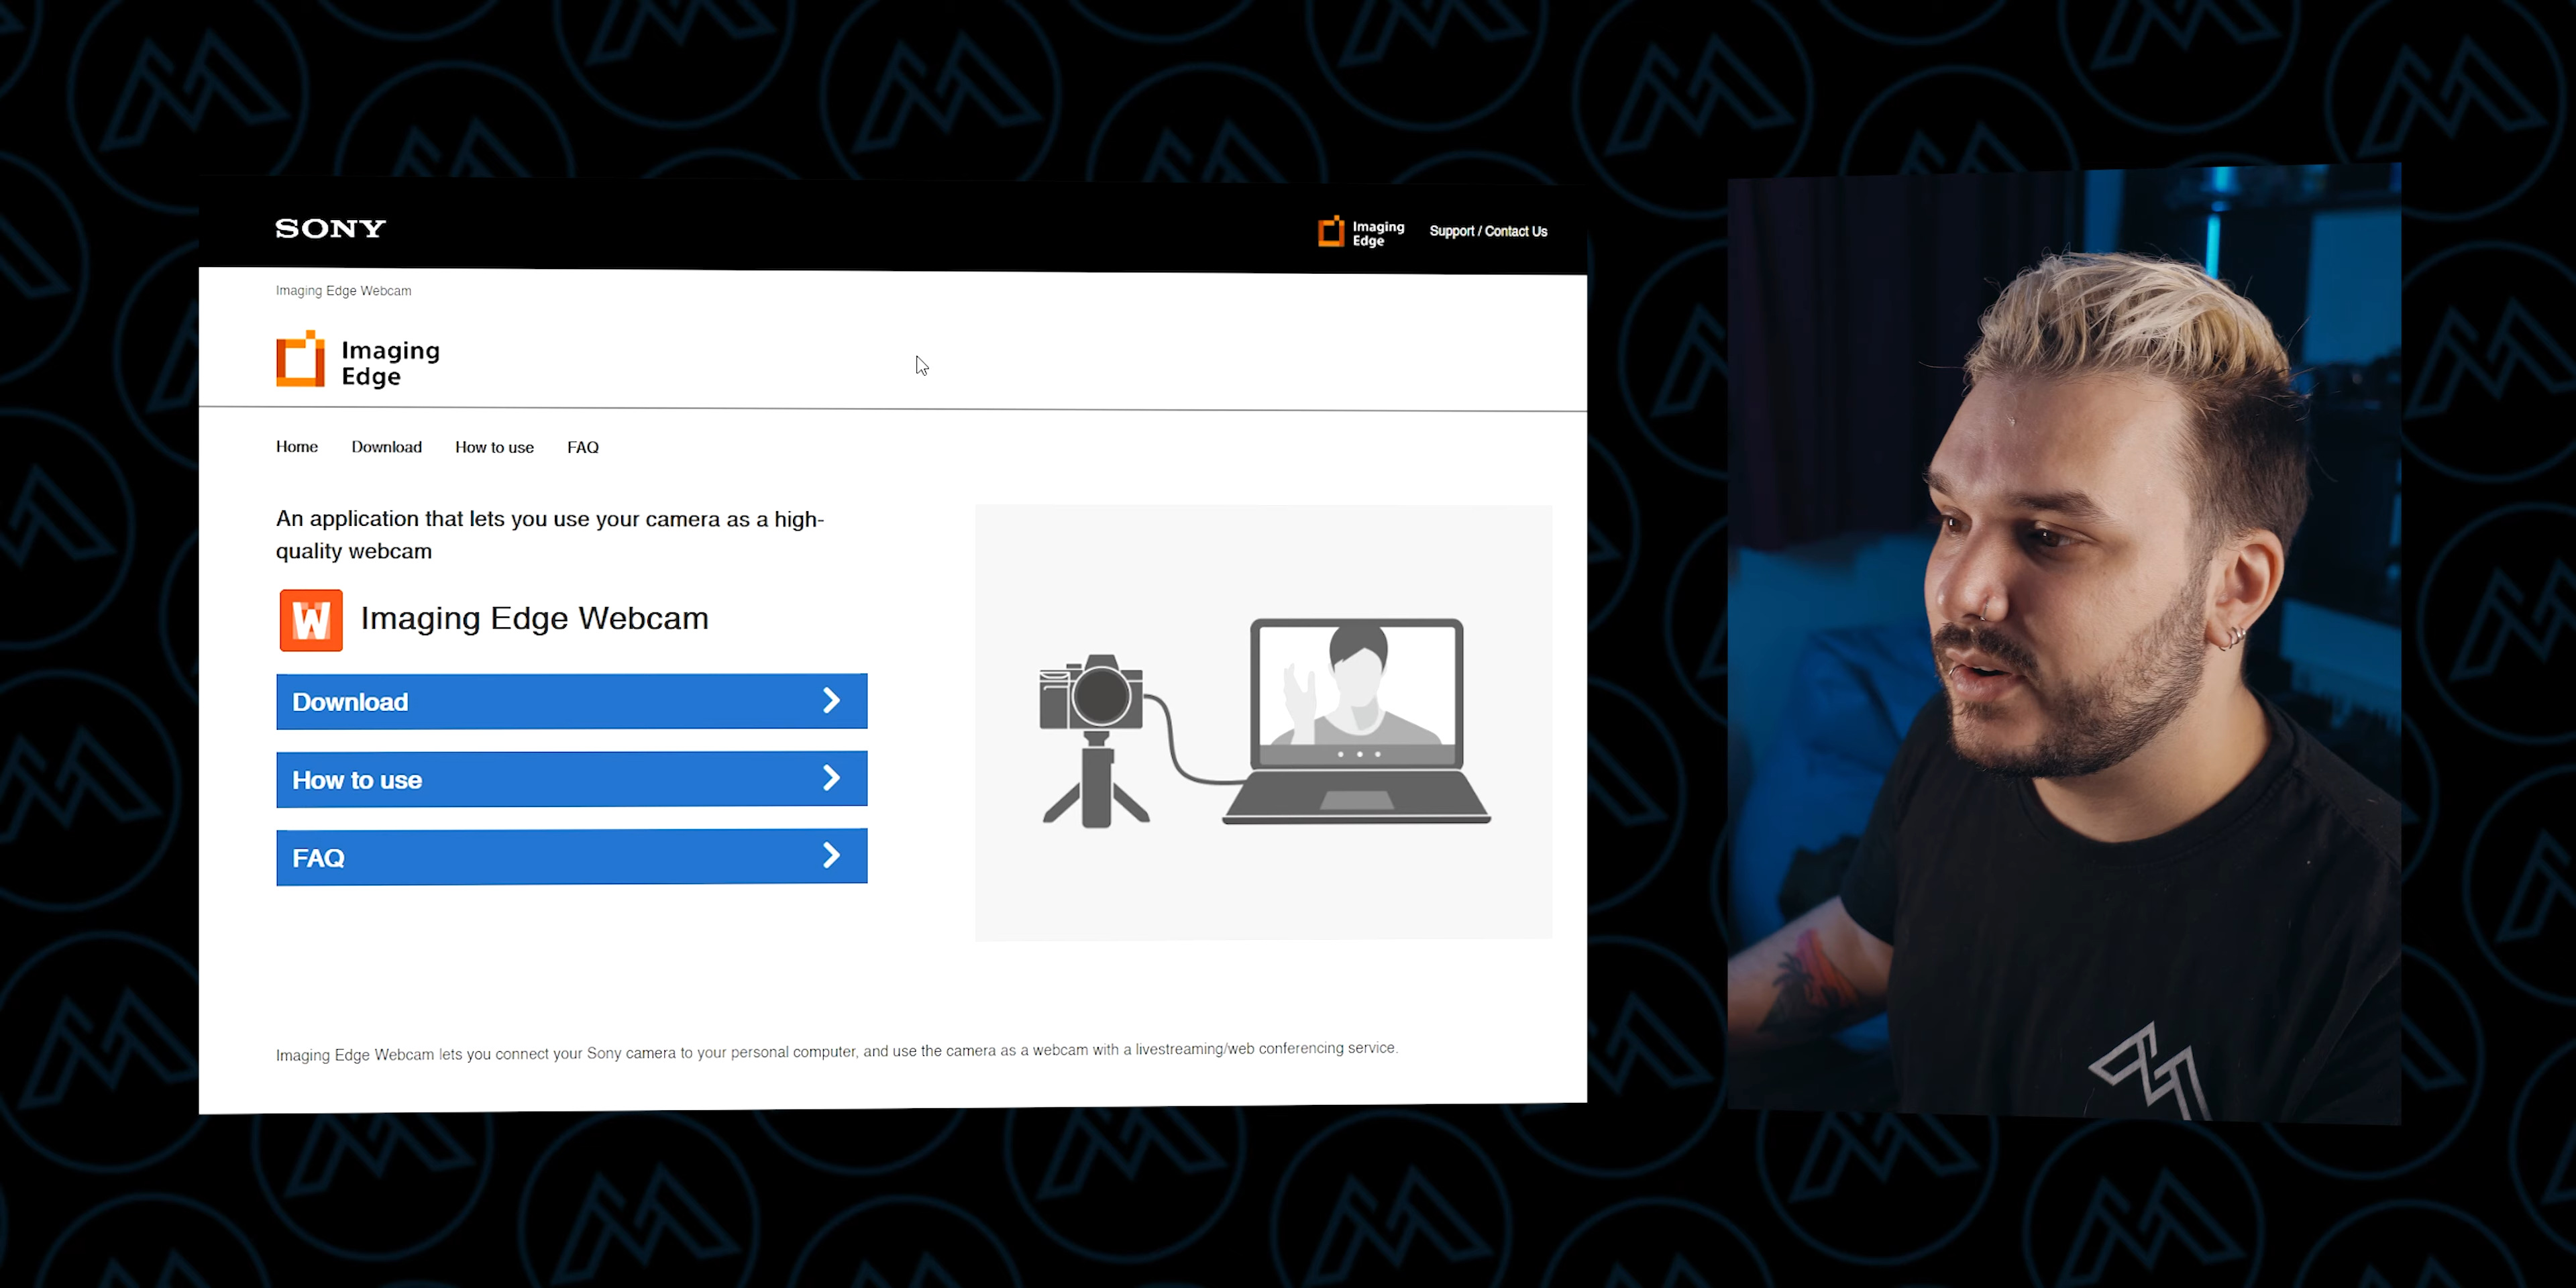 SONY
Imaging
Edge
Support / Contact Us
Imaging Edge Webcam
Imaging
Edge
Home Download How to use FAQ
An application that lets you use your camera as a high-
quality webcam
W Imaging Edge Webcam
Download
How to use
FAQ
Imaging Edge Webcam lets you connect your Sony camera to your personal computer, and use the camera as a webcam with a livestreaming/web conferencing service.